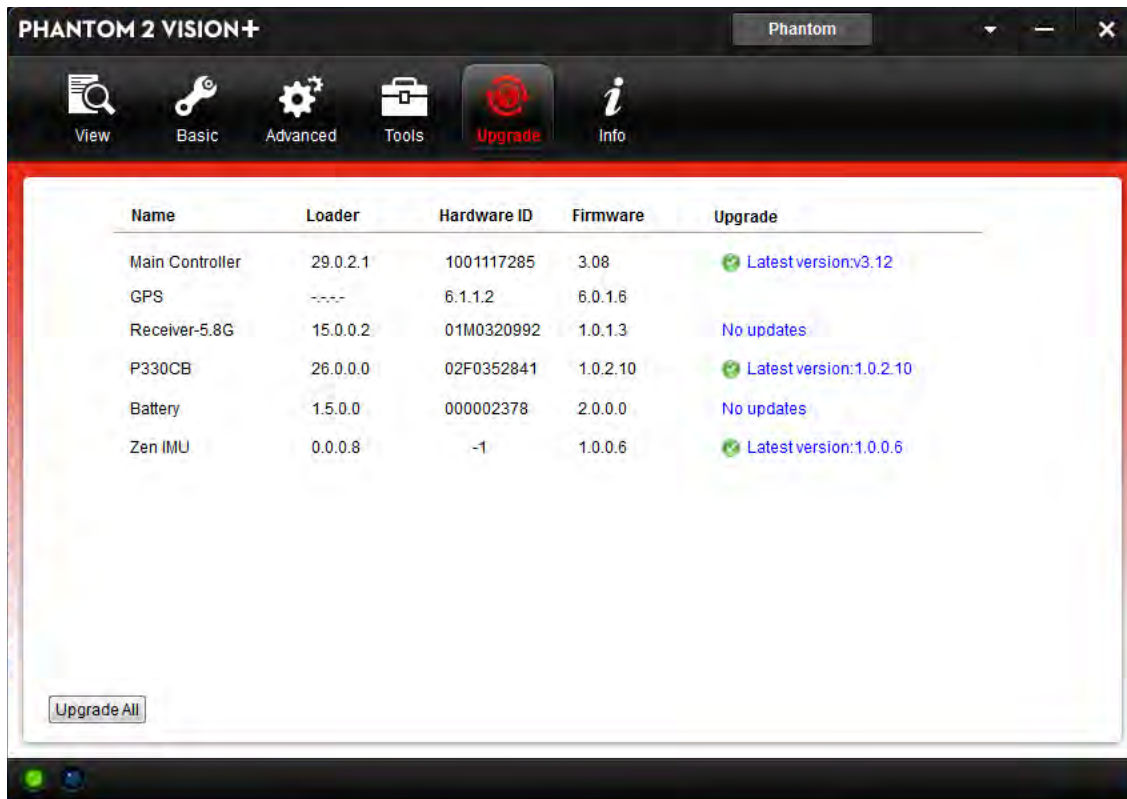 PHANTOM 2 VISION+ Phantom
View Basic Advanced Tools Upgrade Info
Name Loader Hardware ID Firmware Upgrade
Main Controller 29.0.2.1 1001117285 3.08 Latest version:v3.12
GPS -.-.-.- 6.1.1.2 6.0.1.6
Receiver-5.8G 15.0.0.2 01M0320992 1.0.1.3 No updates
P330CB 26.0.0.0 02F0352841 1.0.2.10 Latest version:1.0.2.10
Battery 1.5.0.0 000002378 2.0.0.0 No updates
Zen IMU 0.0.0.8 -1 1.0.0.6 Latest version:1.0.0.6
Upgrade All